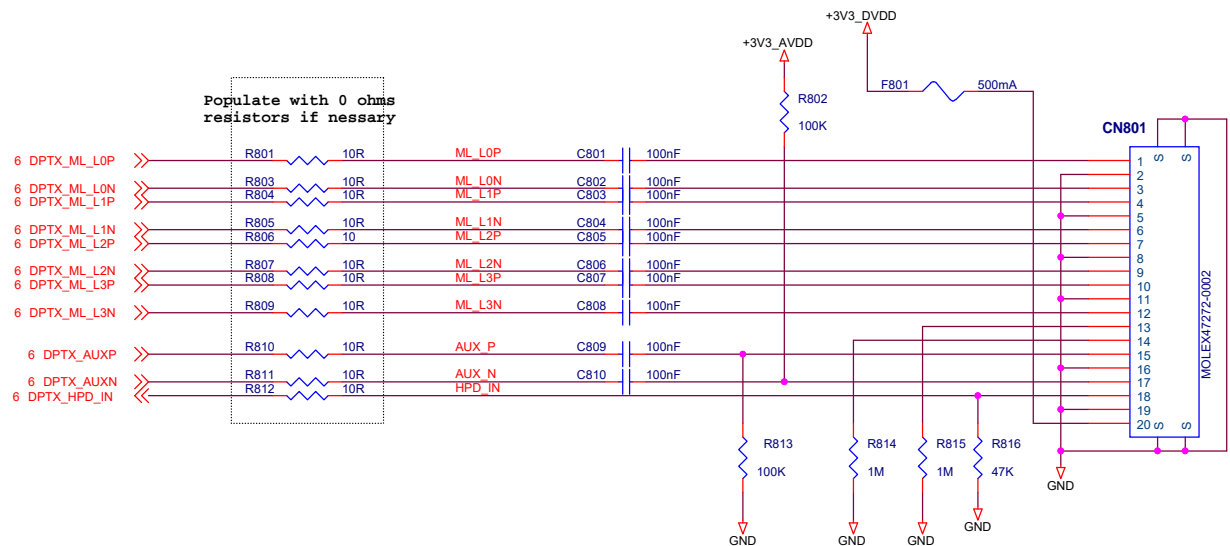 +3V3_DVDD
+3V3_AVDD
F801 500mA
R802
100K
Populate with 0 ohms
resistors if nessary
CN801
S S
6 DPTX_ML_L0P R801 10R ML_L0P C801 100nF 1
2
6 DPTX_ML_L0N R803 10R ML_L0N C802 100nF 3
6 DPTX_ML_L1P R804 10R ML_L1P C803 100nF 4
5
6 DPTX_ML_L1N R805 10R ML_L1N C804 100nF 6
6 DPTX_ML_L2P R806 10 ML_L2P C805 100nF 7
8
6 DPTX_ML_L2N R807 10R ML_L2N C806 100nF 9
6 DPTX_ML_L3P R808 10R ML_L3P C807 100nF 10
11
6 DPTX_ML_L3N R809 10R ML_L3N C808 100nF 12
13
14
6 DPTX_AUXP R810 10R AUX_P C809 100nF 15
16
6 DPTX_AUXN R811 10R AUX_N C810 100nF 17
6 DPTX_HPD_IN R812 10R HPD_IN 18
19
20
S S
MOLEX47272-0002
R813 R814 R815 R816
100K 1M 1M 47K
GND
GND GND GND GND